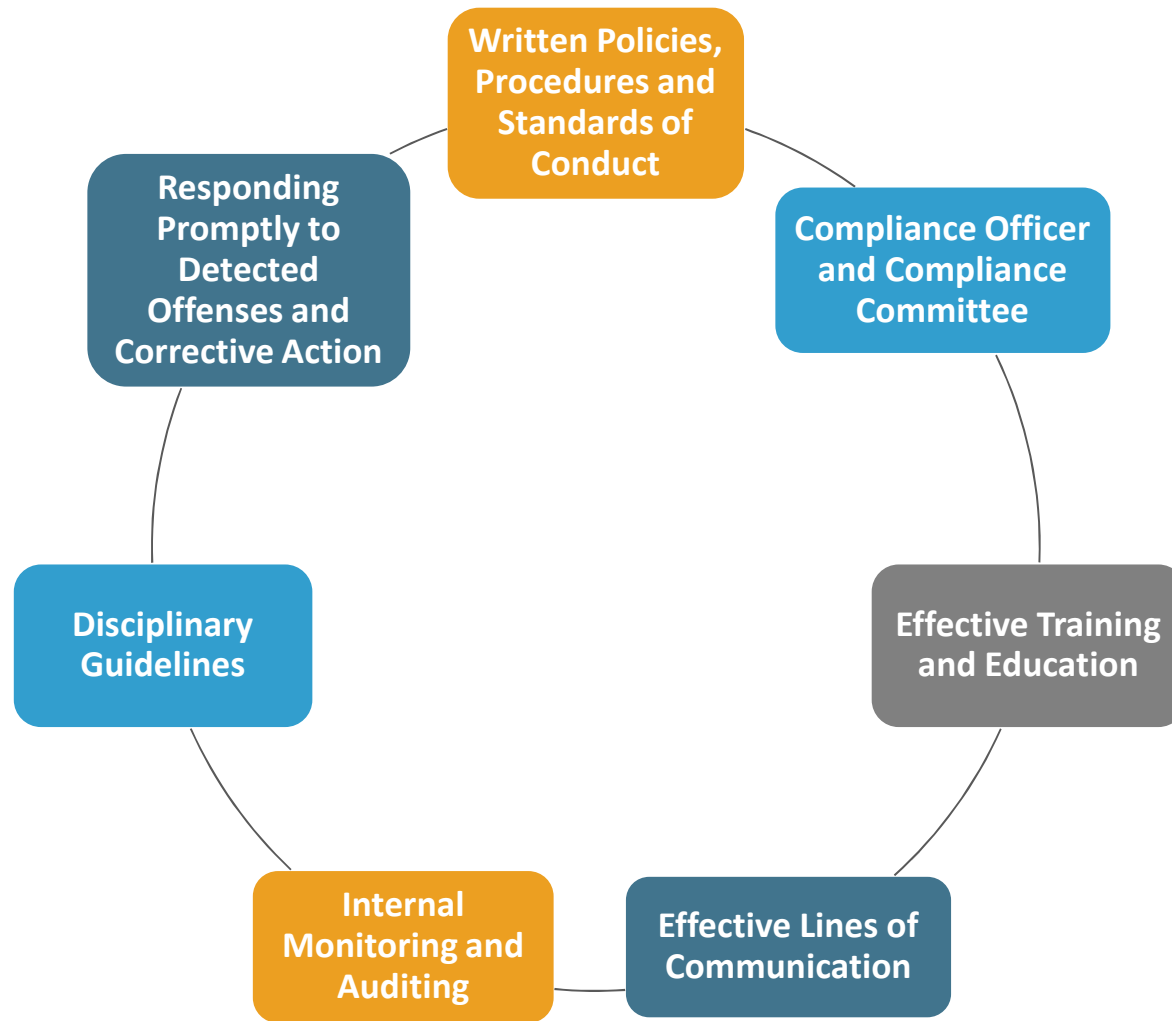 Written Policies,
Procedures and
Standards of
Conduct
Compliance Officer
and Compliance
Committee
Effective Training
and Education
Effective Lines of
Communication
Internal
Monitoring and
Auditing
Disciplinary
Guidelines
Responding
Promptly to
Detected
Offenses and
Corrective Action